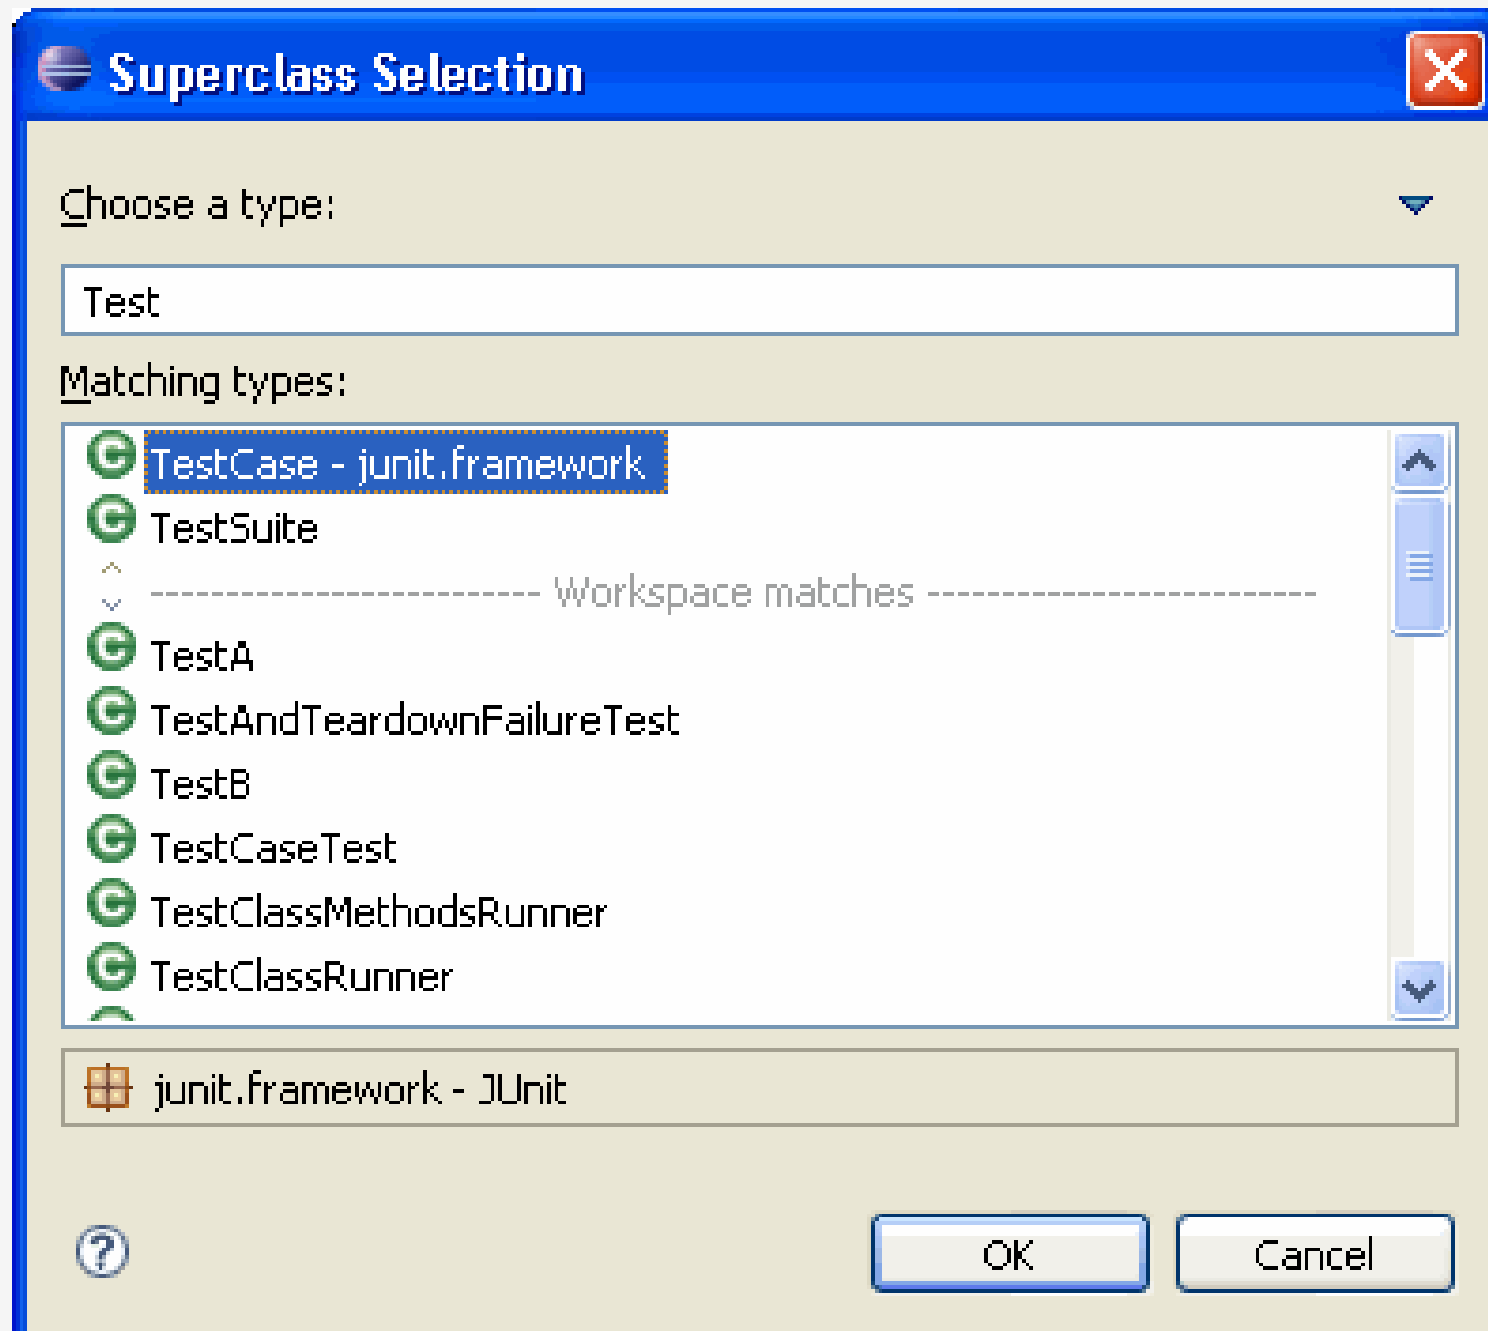 Superclass Selection
Choose a type:
Test
Matching types:
TestCase - junit.framework
TestSuite
------------------------- Workspace matches -------------------------
TestA
TestAndTeardownFailureTest
TestB
TestCaseTest
TestClassMethodsRunner
TestClassRunner
junit.framework - JUnit
OK Cancel